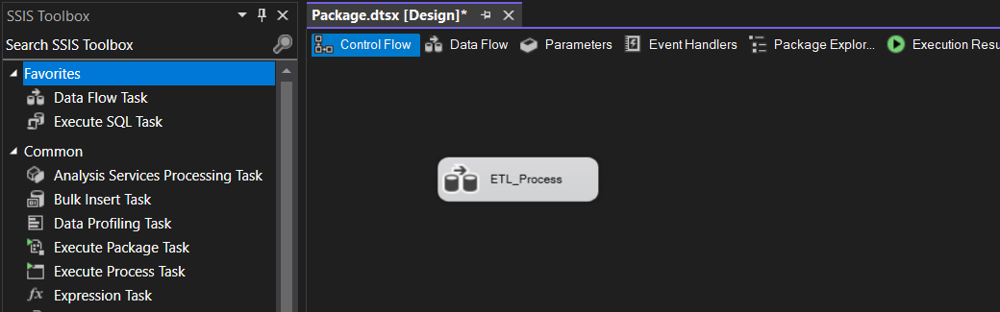 SSIS Toolbox
Search SSIS Toolbox
Favorites
Data Flow Task
Execute SQL Task
Common
Analysis Services Processing Task
Bulk Insert Task
Data Profiling Task
Execute Package Task
Execute Process Task
fx Expression Task
Package.dtsx [Design]*
Control Flow Data Flow Parameters Event Handlers Package Explor... Execution Resu
ETL_Process